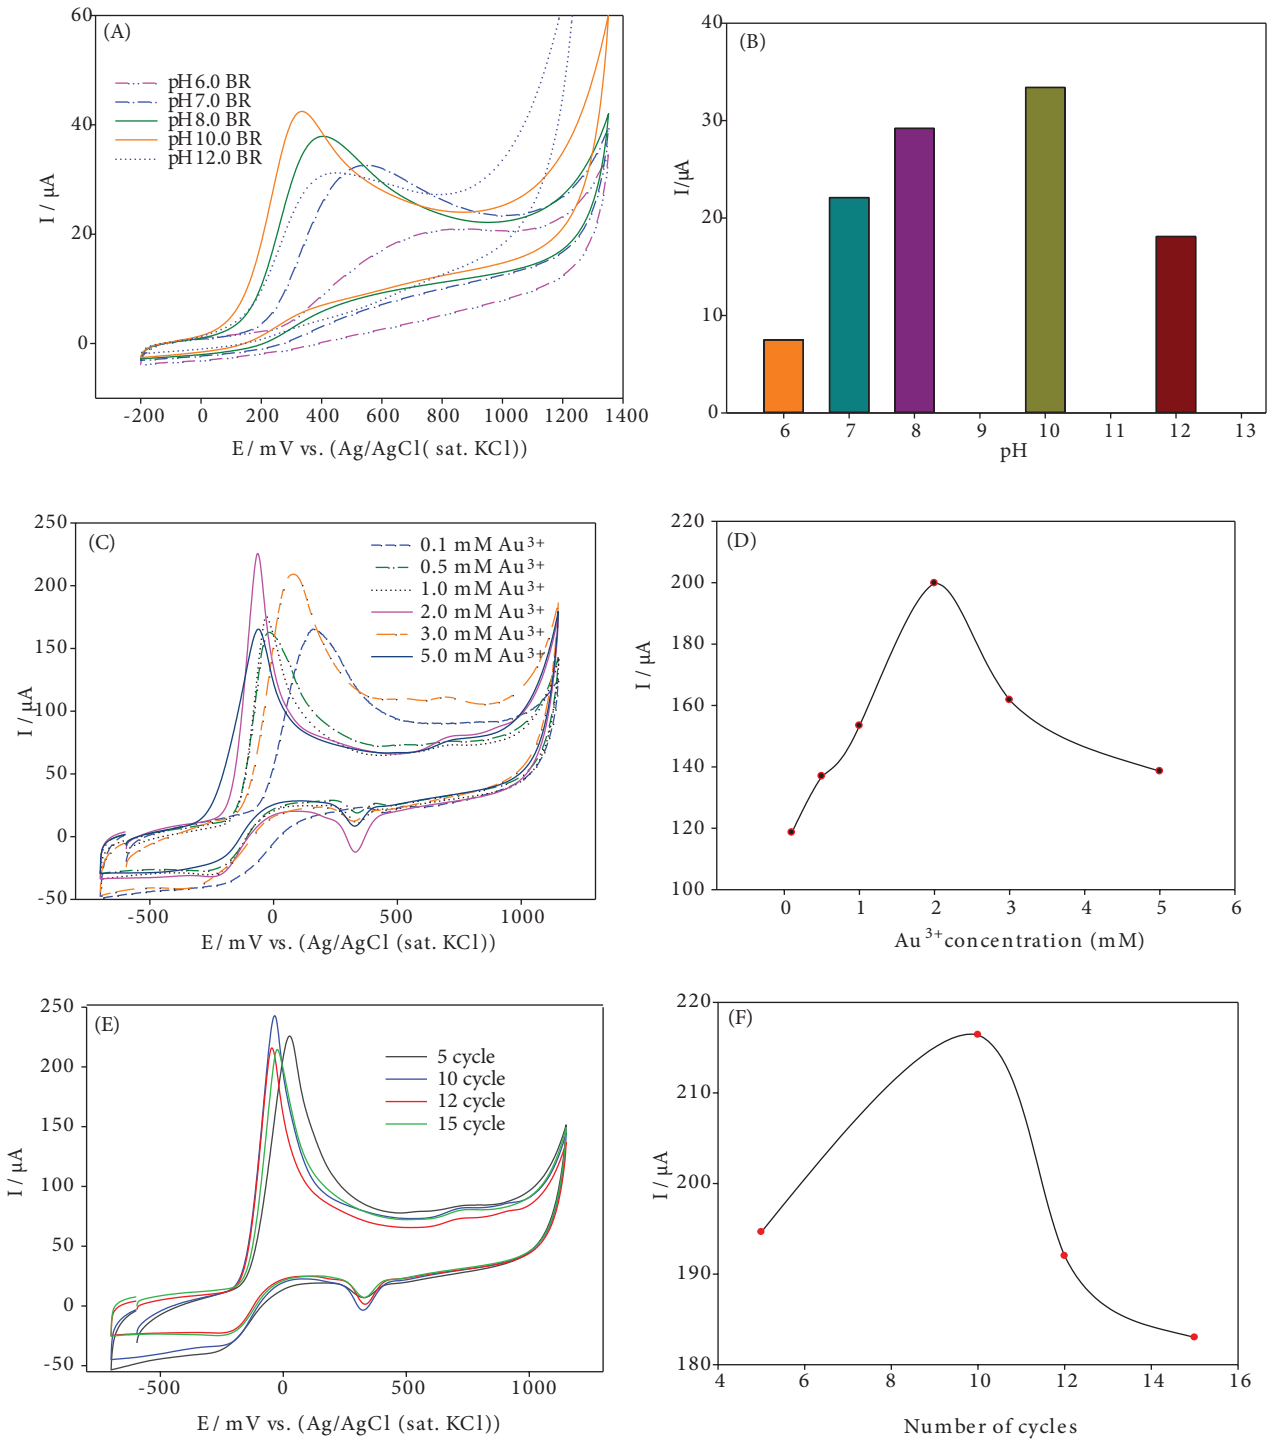 (A)
60
40
20
0
I / µA
pH6.0 BR
pH7.0 BR
pH8.0 BR
pH10.0 BR
pH12.0 BR
-200 0 200 400 600 800 1000 1200 1400
E/ mV vs. (Ag/AgCl( sat. KCl))
(B)
40
30
20
10
0
I/µA
6 7 8 9 10 11 12 13
pH
(C)
250
200
150
100
50
0
-50
I / µA
0.1 mM Au3+
0.5 mM Au3+
1.0 mM Au3+
2.0 mM Au3+
3.0 mM Au3+
5.0 mM Au3+
-500 0 500 1000
E/ mV vs. (Ag/AgCl (sat. KCl))
(D)
220
200
180
160
140
120
100
I / µA
0 1 2 3 4 5 6
Au3+concentration (mM)
(E)
250
200
150
100
50
0
-50
I / µA
5 cycle
10 cycle
12 cycle
15 cycle
-500 0 500 1000
E/ mV vs. (Ag/AgCl (sat. KCl))
(F)
220
210
200
190
180
I / µA
4 6 8 10 12 14 16
Number of cycles